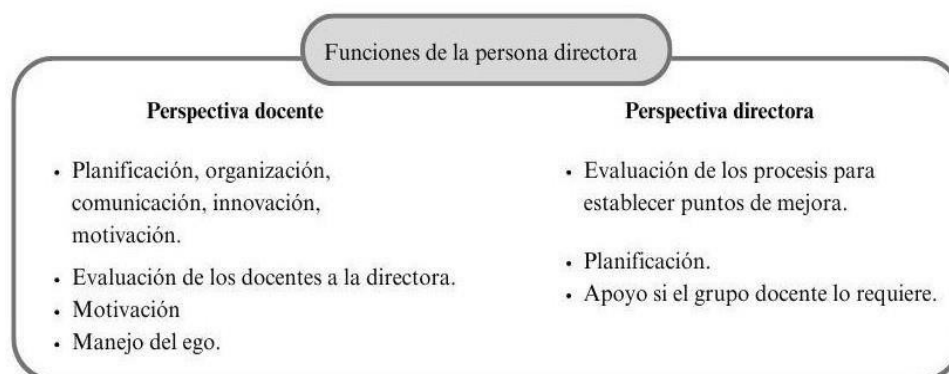 Funciones de la persona directora
Perspectiva docente
• Planificación, organización,
comunicación, innovación,
motivación.
• Evaluación de los docentes a la directora.
• Motivación
• Manejo del ego.
Perspectiva directora
• Evaluación de los procesis para
establecer puntos de mejora.
• Planificación.
• Apoyo si el grupo docente lo requiere.